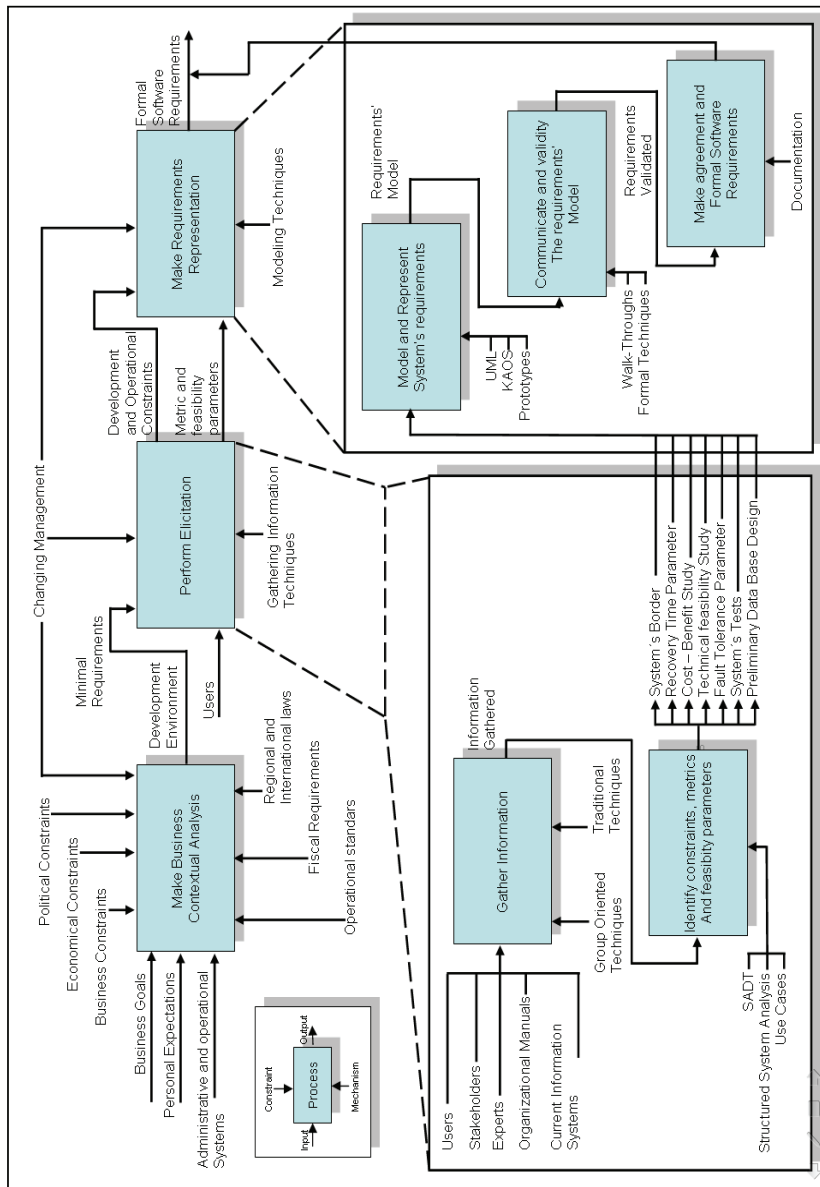 Changing Management
Political Constraints
Economical Constraints
Business Constraints
Business Goals
Personal Expectations
Administrative and operational
Systems
Make Business
Contextual Analysis
Regional and
International laws
Fiscal Requirements
Operational standars
Development
Environment
Minimal
Requirements
Users
Perform Elicitation
Gathering Information
Techniques
Development
and Operational
Constraints
Metric and
feasibility
parameters
Make Requirements
Representation
Modeling Techniques
Formal
Software
Requirements
Constraint
Input
Process
Output
Mechanism
Users
Stakeholders
Experts
Organizational Manuals
Current Information
Systems
Gather Information
Information
Gathered
Group Oriented
Techniques
Traditional Techniques
Identify constraints, metrics
And feasibity parameters
SADT
Structured System Analysis
Use Cases
System´s Border
Recovery Time Parameter
Cost – Benefit Study
Technical feasibility Study
Fault Tolerance Parameter
System´s Tests
Preliminary Data Base Design
Model and Represent
System's requirements
UML
KAOS
Prototypes
Requirements'
Model
Communicate and validity
The requirements'
Model
Walk-Throughs
Formal Techniques
Requirements
Validated
Make agreement and
Formal Software
Requirements
Documentation